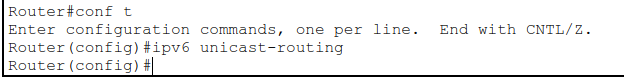 Router#conf t
Enter configuration commands, one per line.  End with CNTL/Z.
Router(config)#ipv6 unicast-routing
Router(config)#